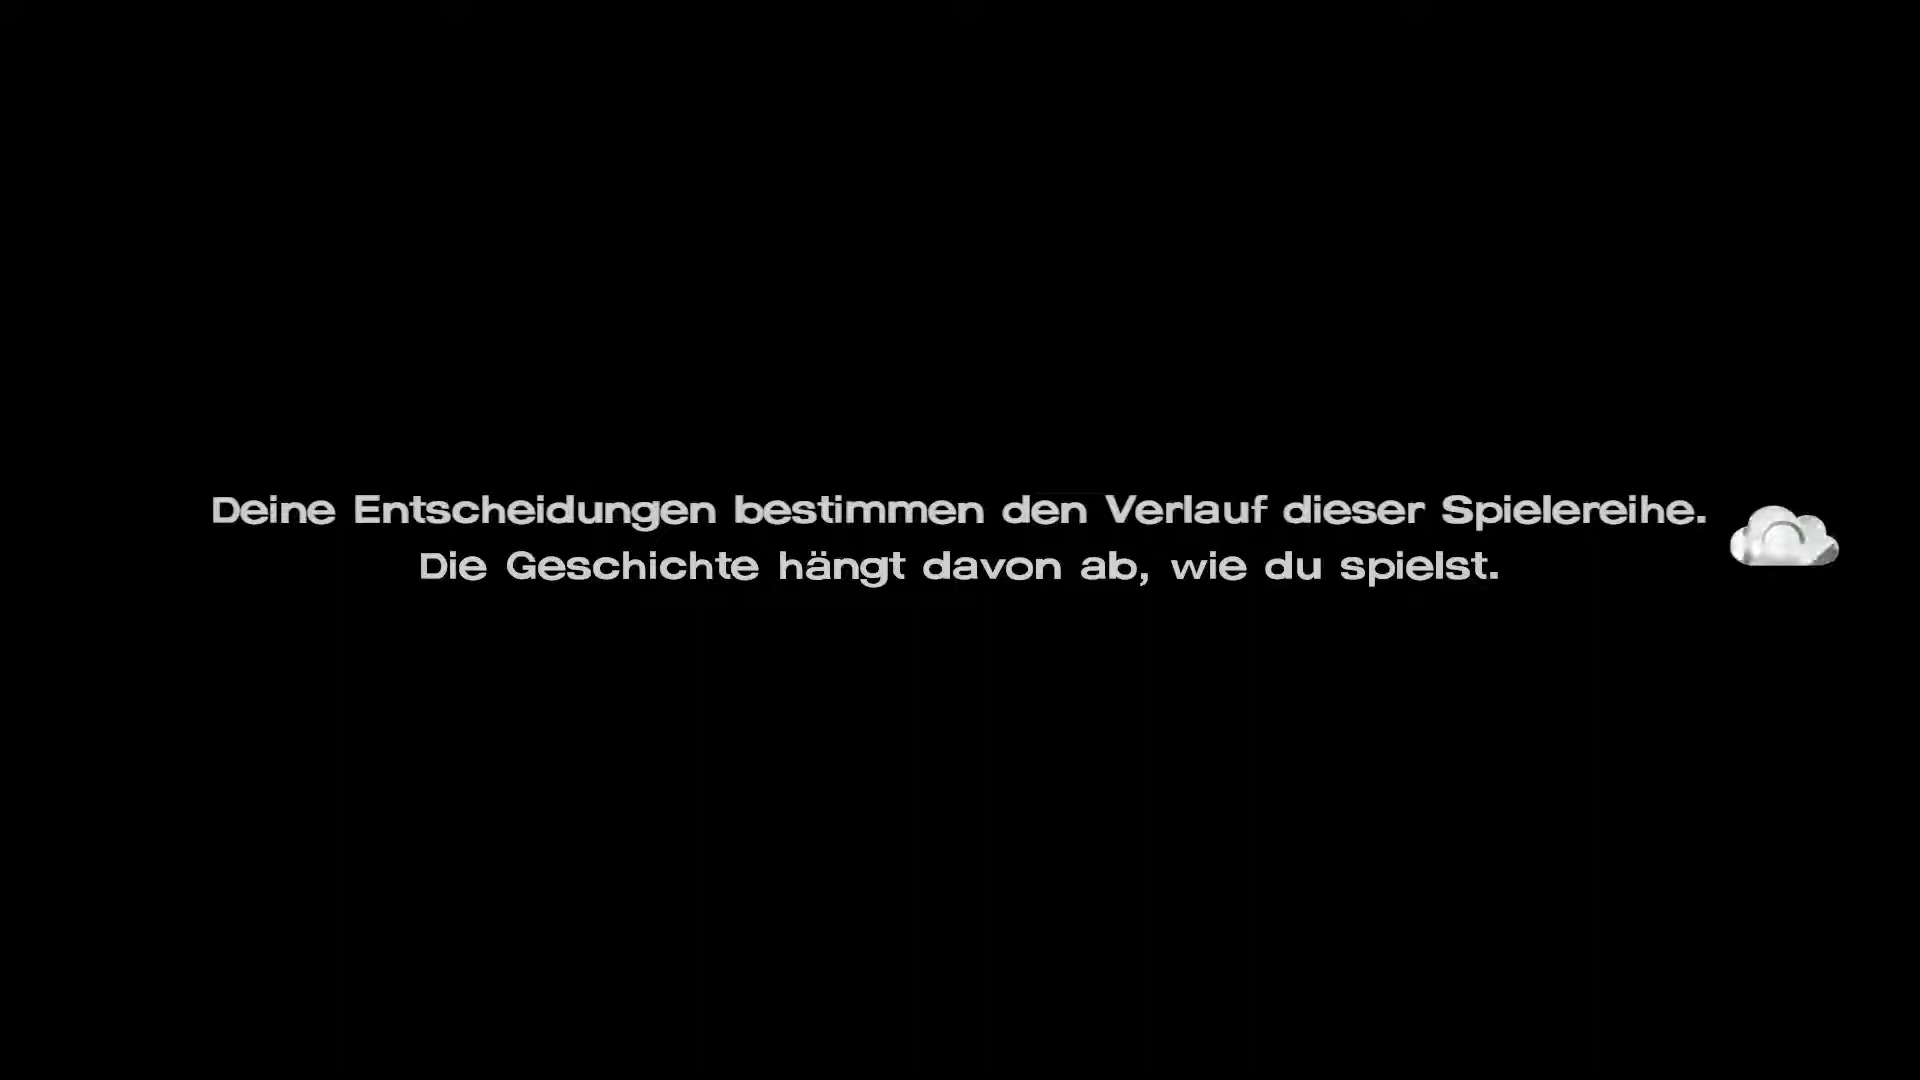 Deine Entscheidungen bestimmen den Verlauf dieser Spielereihe.
Die Geschichte hängt davon ab, wie du spielst.